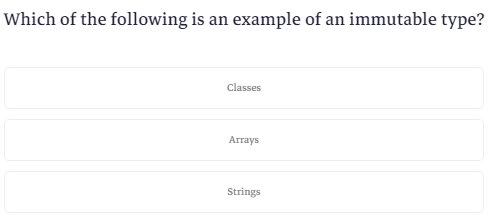 Which of the following is an example of an immutable type?
Classes
Arrays
Strings